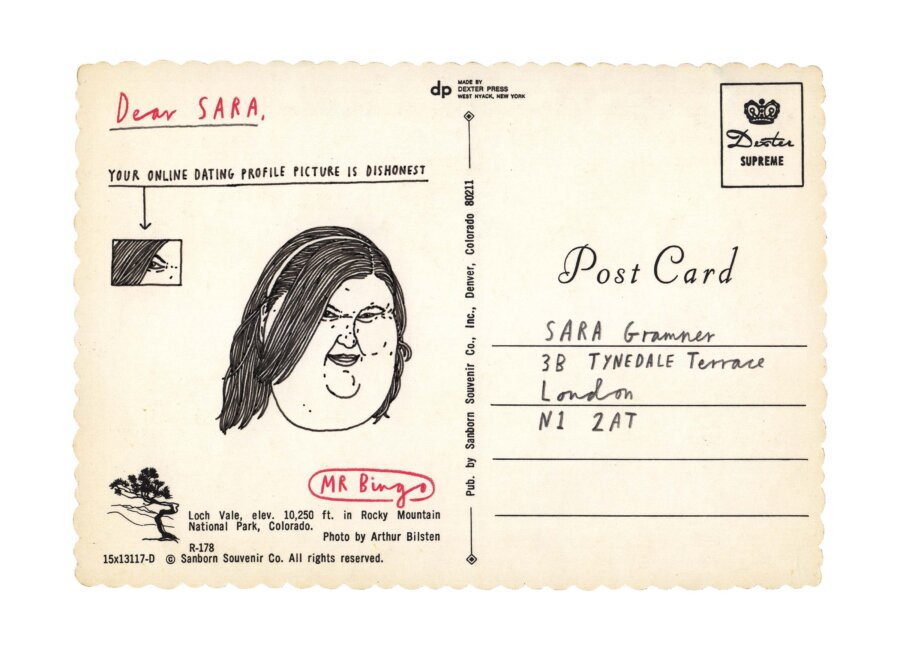 Dear SARA,
YOUR ONLINE DATING PROFILE PICTURE IS DISHONEST
MR Bingo
Loch Vale, elev. 10,250 ft. in Rocky Mountain
National Park, Colorado.
Photo by Arthur Bilsten
R-178
15x13117-D © Sanborn Souvenir Co. All rights reserved.
dp
MADE BY
DEXTER PRESS
WEST NYACK, NEW YORK
Pub. by Sanborn Souvenir Co., Inc., Denver, Colorado 80211
Dexter
SUPREME
Post Card
SARA Gramner
3B TYNEDALE Terrace
London
N1 2AT